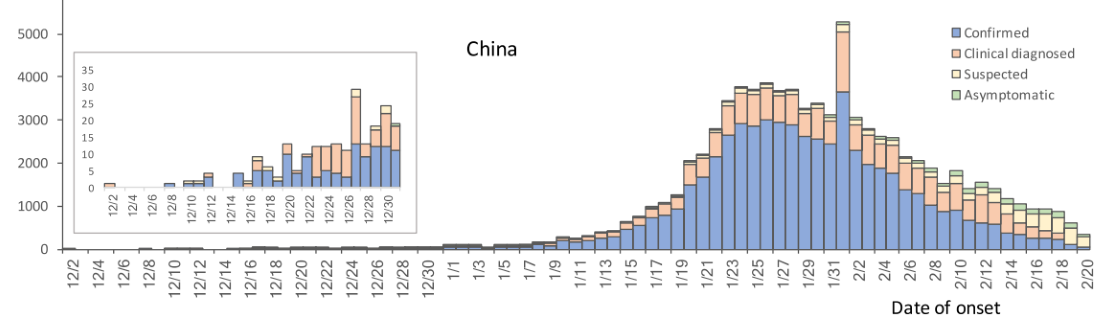 5000
4000
3000
2000
1000
0
China
Confirmed
Clinical diagnosed
Suspected
Asymptomatic
35
30
25
20
15
10
5
0
12/2 12/4 12/6 12/8 12/10 12/12 12/14 12/16 12/18 12/20 12/22 12/24 12/26 12/28 12/30
12/2 12/4 12/6 12/8 12/10 12/12 12/14 12/16 12/18 12/20 12/22 12/24 12/26 12/28 12/30 1/1 1/3 1/5 1/7 1/9 1/11 1/13 1/15 1/17 1/19 1/21 1/23 1/25 1/27 1/29 1/31 2/2 2/4 2/6 2/8 2/10 2/12 2/14 2/16 2/18 2/20
Date of onset